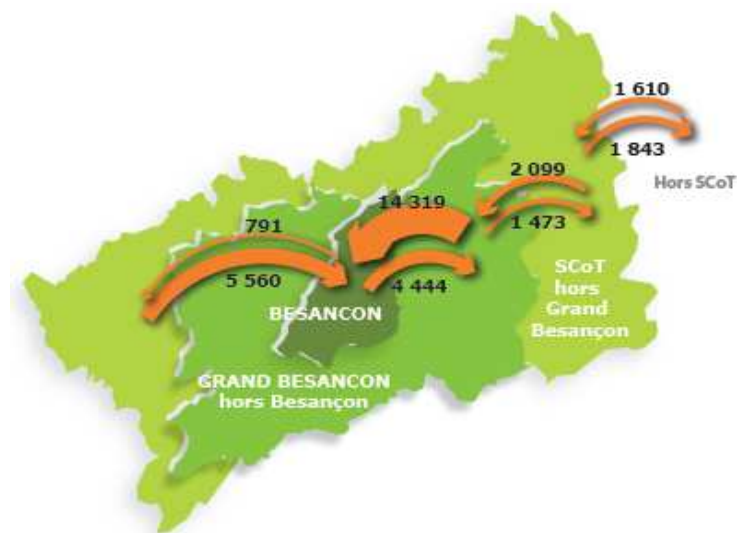 1 610
1 843
Hors SCoT
2 099
14 319
1 473
791
5 560
4 444
BESANCON
SCoT
hors
Grand
Besançon
GRAND BESANCON
hors Besançon